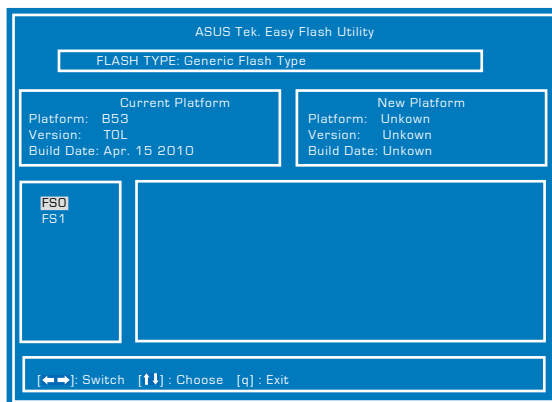 ASUS Tek. Easy Flash Utility
FLASH TYPE: Generic Flash Type
Current Platform
Platform: B53
Version: TOL
Build Date: Apr. 15 2010
New Platform
Platform: Unkown
Version: Unkown
Build Date: Unkown
FS0
FS1
[←→]: Switch [↑↓] : Choose [q] : Exit